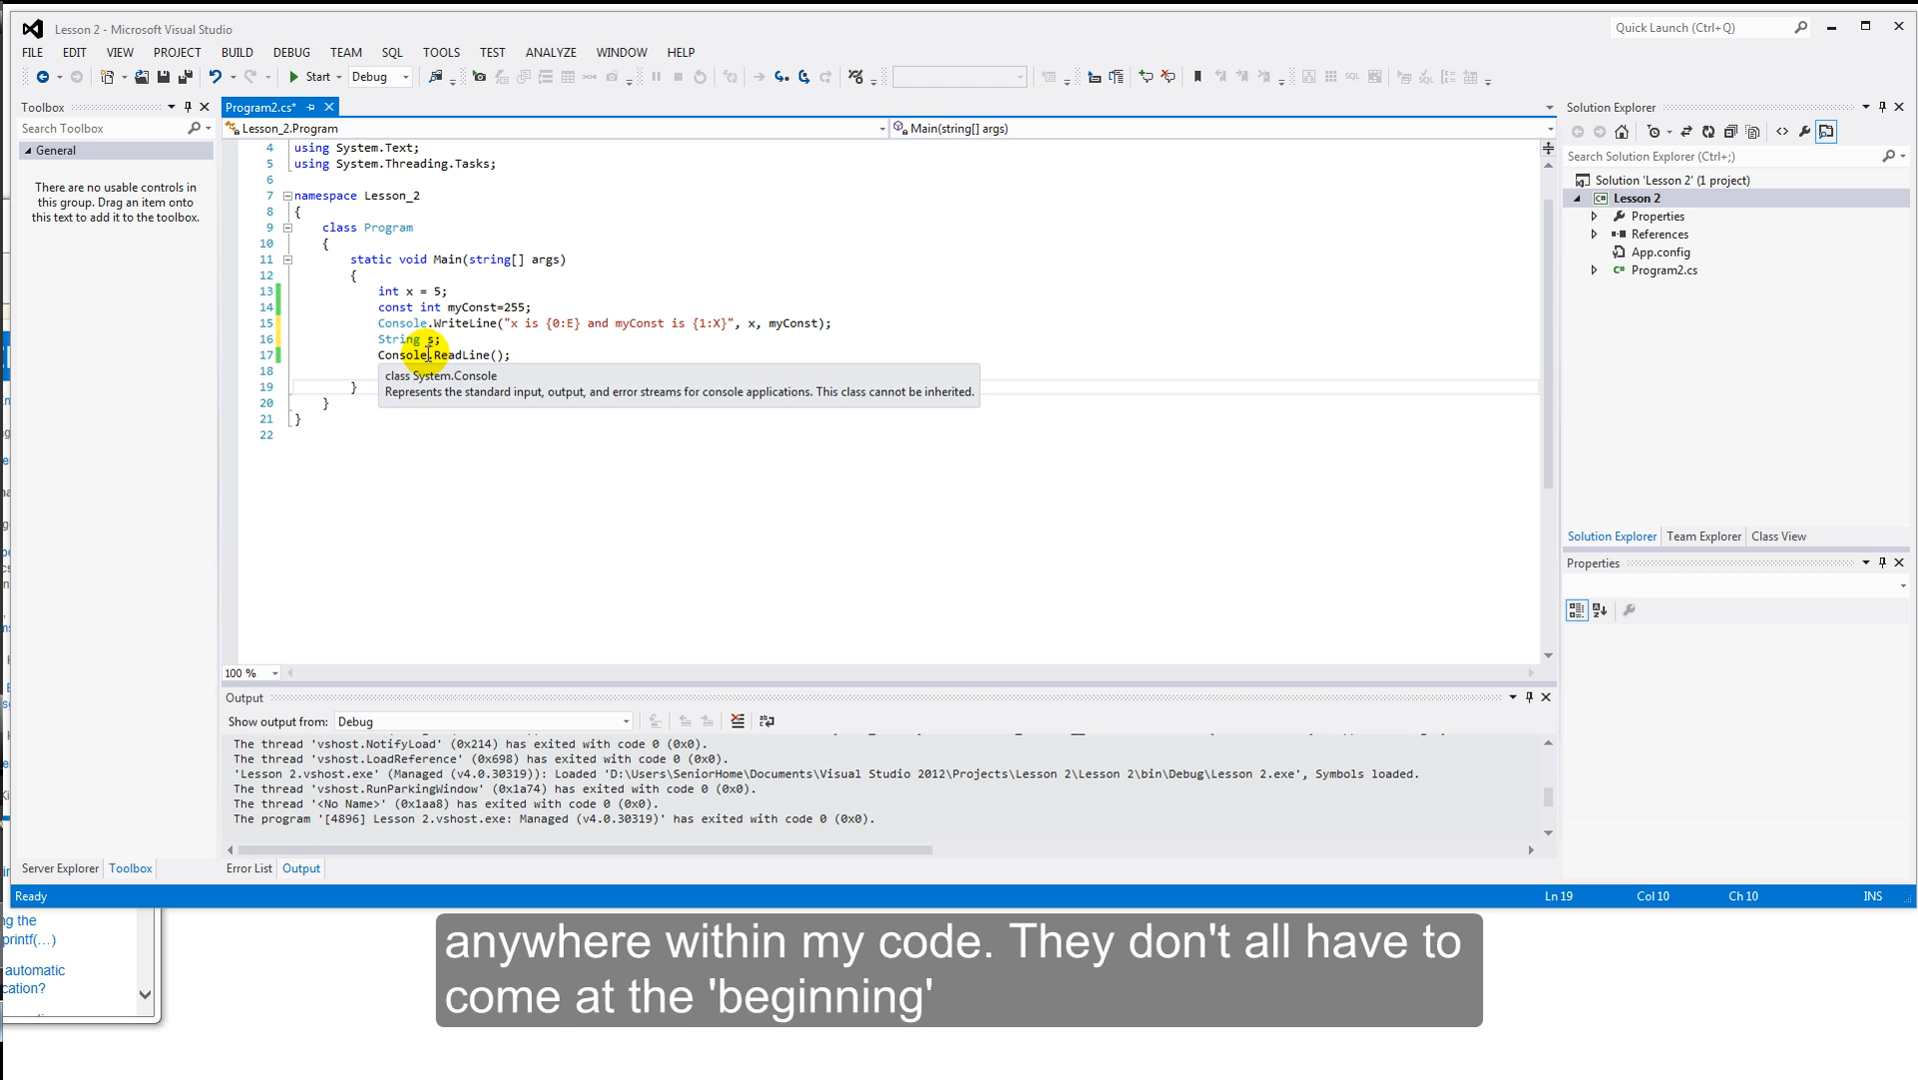 Lesson 2 - Microsoft Visual Studio
Quick Launch (Ctrl+Q)
FILE EDIT VIEW PROJECT BUILD DEBUG TEAM SQL TOOLS TEST ANALYZE WINDOW HELP
Start Debug
Toolbox
Search Toolbox
General
There are no usable controls in
this group. Drag an item onto
this text to add it to the toolbox.
Server Explorer Toolbox
Program2.cs*
Lesson_2.Program
Main(string[] args)
4 using System.Text;
5 using System.Threading.Tasks;
6
7 namespace Lesson_2
8 {
9 class Program
10 {
11 static void Main(string[] args)
12 {
13 int x = 5;
14 const int myConst=255;
15 Console.WriteLine("x is {0:E} and myConst is {1:X}", x, myConst);
16 String s;
17 Console.ReadLine();
18
19 }
20 }
21 }
22
class System.Console
Represents the standard input, output, and error streams for console applications. This class cannot be inherited.
100 %
Output
Show output from: Debug
The thread 'vshost.NotifyLoad' (0x214) has exited with code 0 (0x0).
The thread 'vshost.LoadReference' (0x698) has exited with code 0 (0x0).
'Lesson 2.vshost.exe' (Managed (v4.0.30319)): Loaded 'D:\Users\SeniorHome\Documents\Visual Studio 2012\Projects\Lesson 2\Lesson 2\bin\Debug\Lesson 2.exe', Symbols loaded.
The thread 'vshost.RunParkingWindow' (0x1a74) has exited with code 0 (0x0).
The thread '<No Name>' (0x1aa8) has exited with code 0 (0x0).
The program '[4896] Lesson 2.vshost.exe: Managed (v4.0.30319)' has exited with code 0 (0x0).
Error List Output
Solution Explorer
Search Solution Explorer (Ctrl+;)
Solution 'Lesson 2' (1 project)
Lesson 2
Properties
References
App.config
Program2.cs
Solution Explorer Team Explorer Class View
Properties
Ready
Ln 19 Col 10 Ch 10 INS
ng the
printf(...)
automatic
cation?
anywhere within my code. They don't all have to
come at the 'beginning'